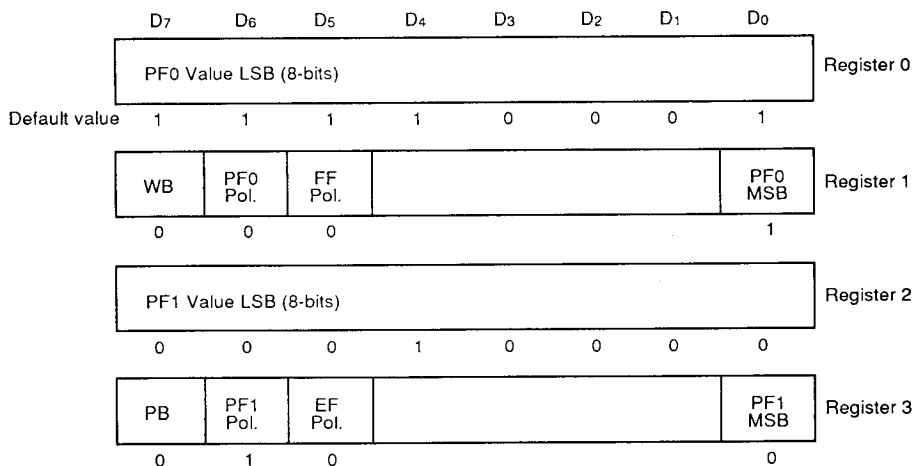 D7 D6 D5 D4 D3 D2 D1 D0
PF0 Value LSB (8-bits) Register 0
Default value 1 1 1 1 0 0 0 1
WB PF0 Pol. FF Pol. PF0 MSB Register 1
0 0 0 1
PF1 Value LSB (8-bits) Register 2
0 0 0 1 0 0 0 0
PB PF1 Pol. EF Pol. PF1 MSB Register 3
0 1 0 0